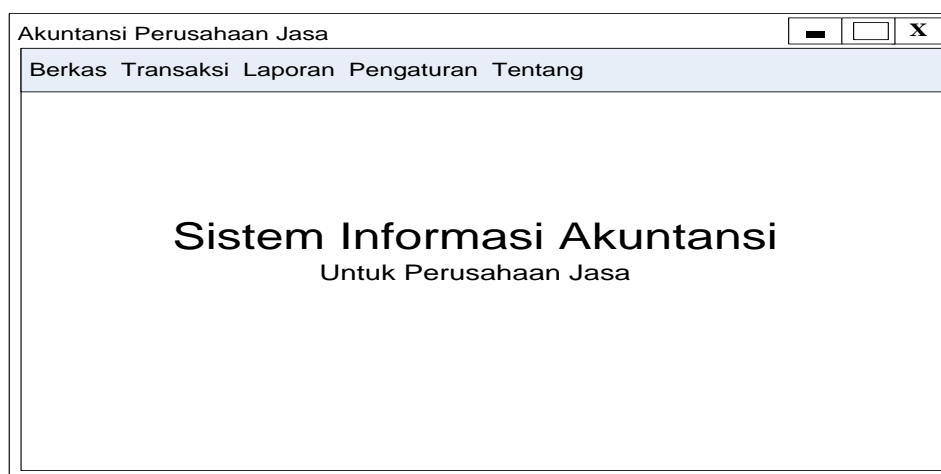 Akuntansi Perusahaan Jasa X
Berkas Transaksi Laporan Pengaturan Tentang
Sistem Informasi Akuntansi
Untuk Perusahaan Jasa